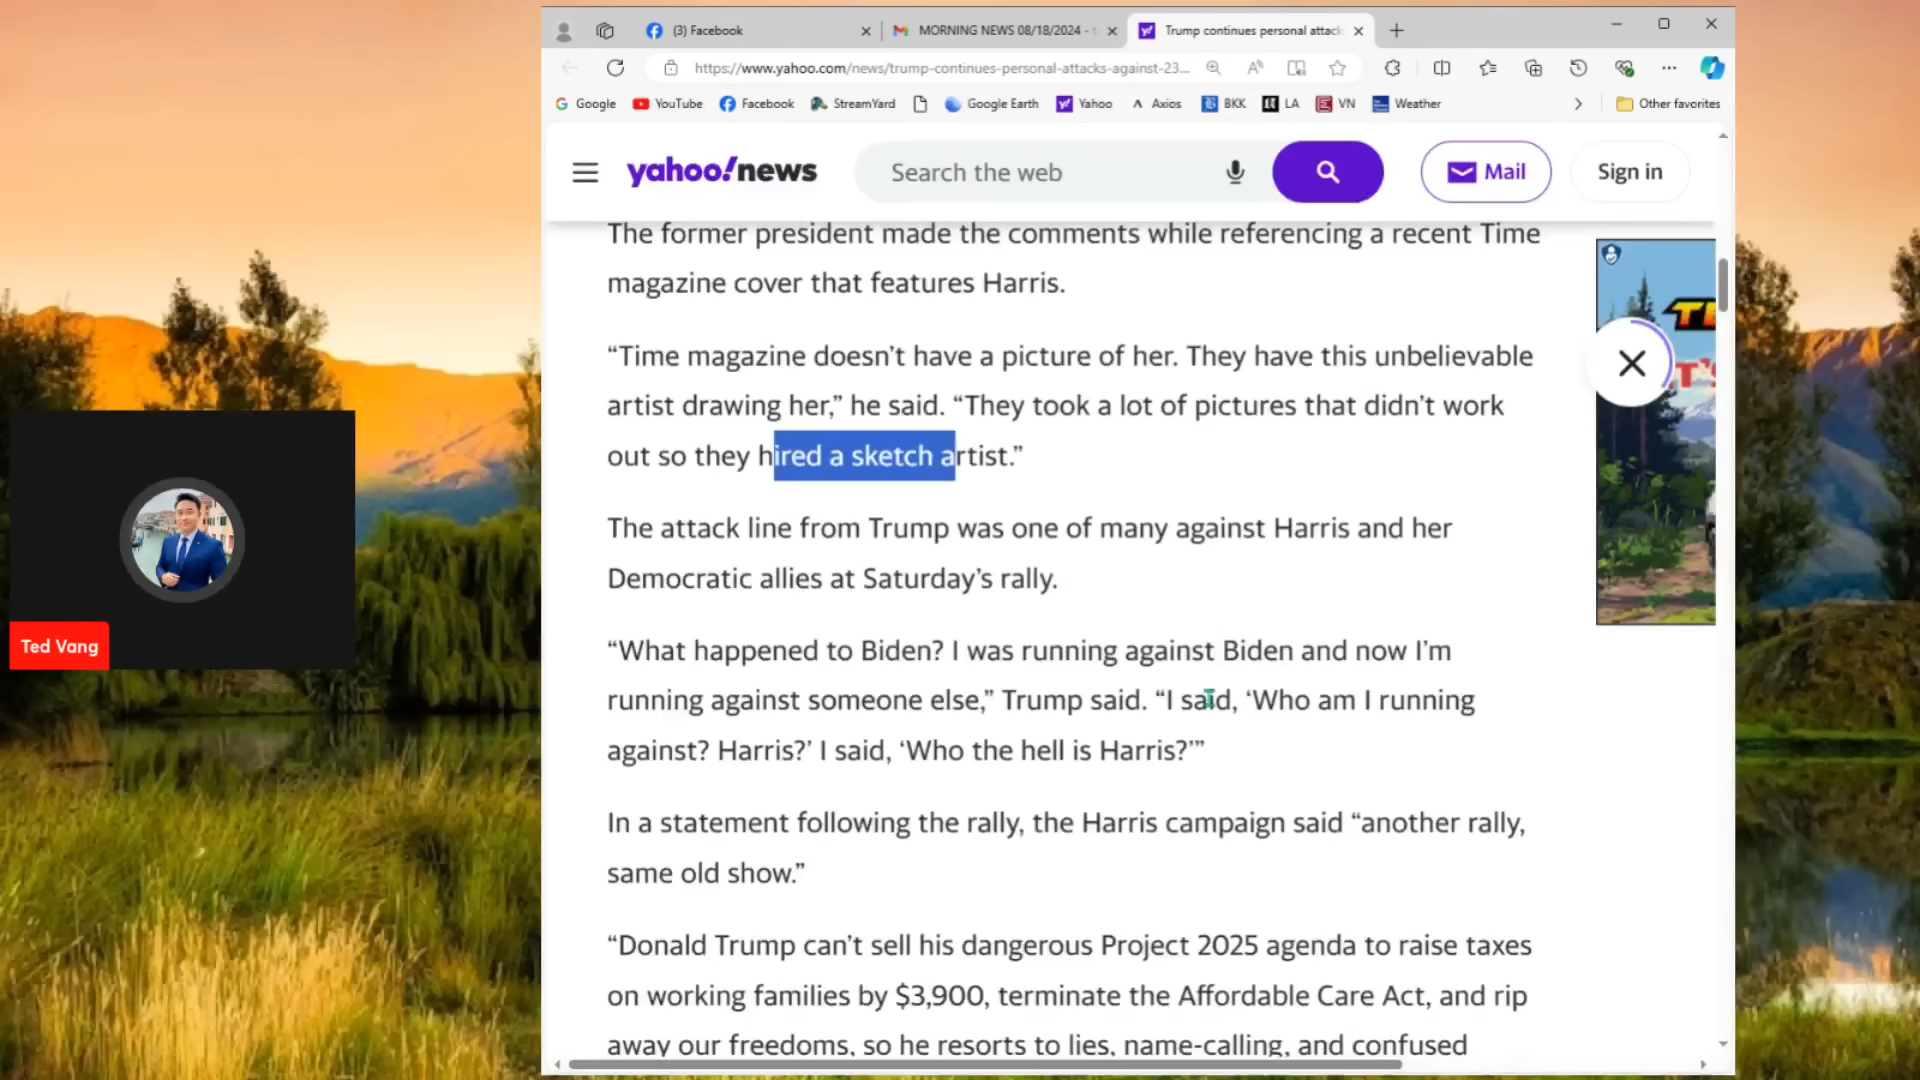 (3) Facebook
MORNING NEWS 08/18/2024 -
Trump continues personal attack
https://www.yahoo.com/news/trump-continues-personal-attacks-against-23...
Google YouTube Facebook StreamYard Google Earth Yahoo Axios BKK LA VN Weather Other favorites
yahoo!news
Search the web
Mail
Sign in
The former president made the comments while referencing a recent Time
magazine cover that features Harris.
“Time magazine doesn’t have a picture of her. They have this unbelievable
artist drawing her,” he said. “They took a lot of pictures that didn’t work
out so they hired a sketch artist.”
The attack line from Trump was one of many against Harris and her
Democratic allies at Saturday’s rally.
“What happened to Biden? I was running against Biden and now I’m
running against someone else,” Trump said. “I said, ‘Who am I running
against? Harris?’ I said, ‘Who the hell is Harris?’”
In a statement following the rally, the Harris campaign said “another rally,
same old show.”
“Donald Trump can’t sell his dangerous Project 2025 agenda to raise taxes
on working families by $3,900, terminate the Affordable Care Act, and rip
away our freedoms, so he resorts to lies, name-calling, and confused
Ted Vang